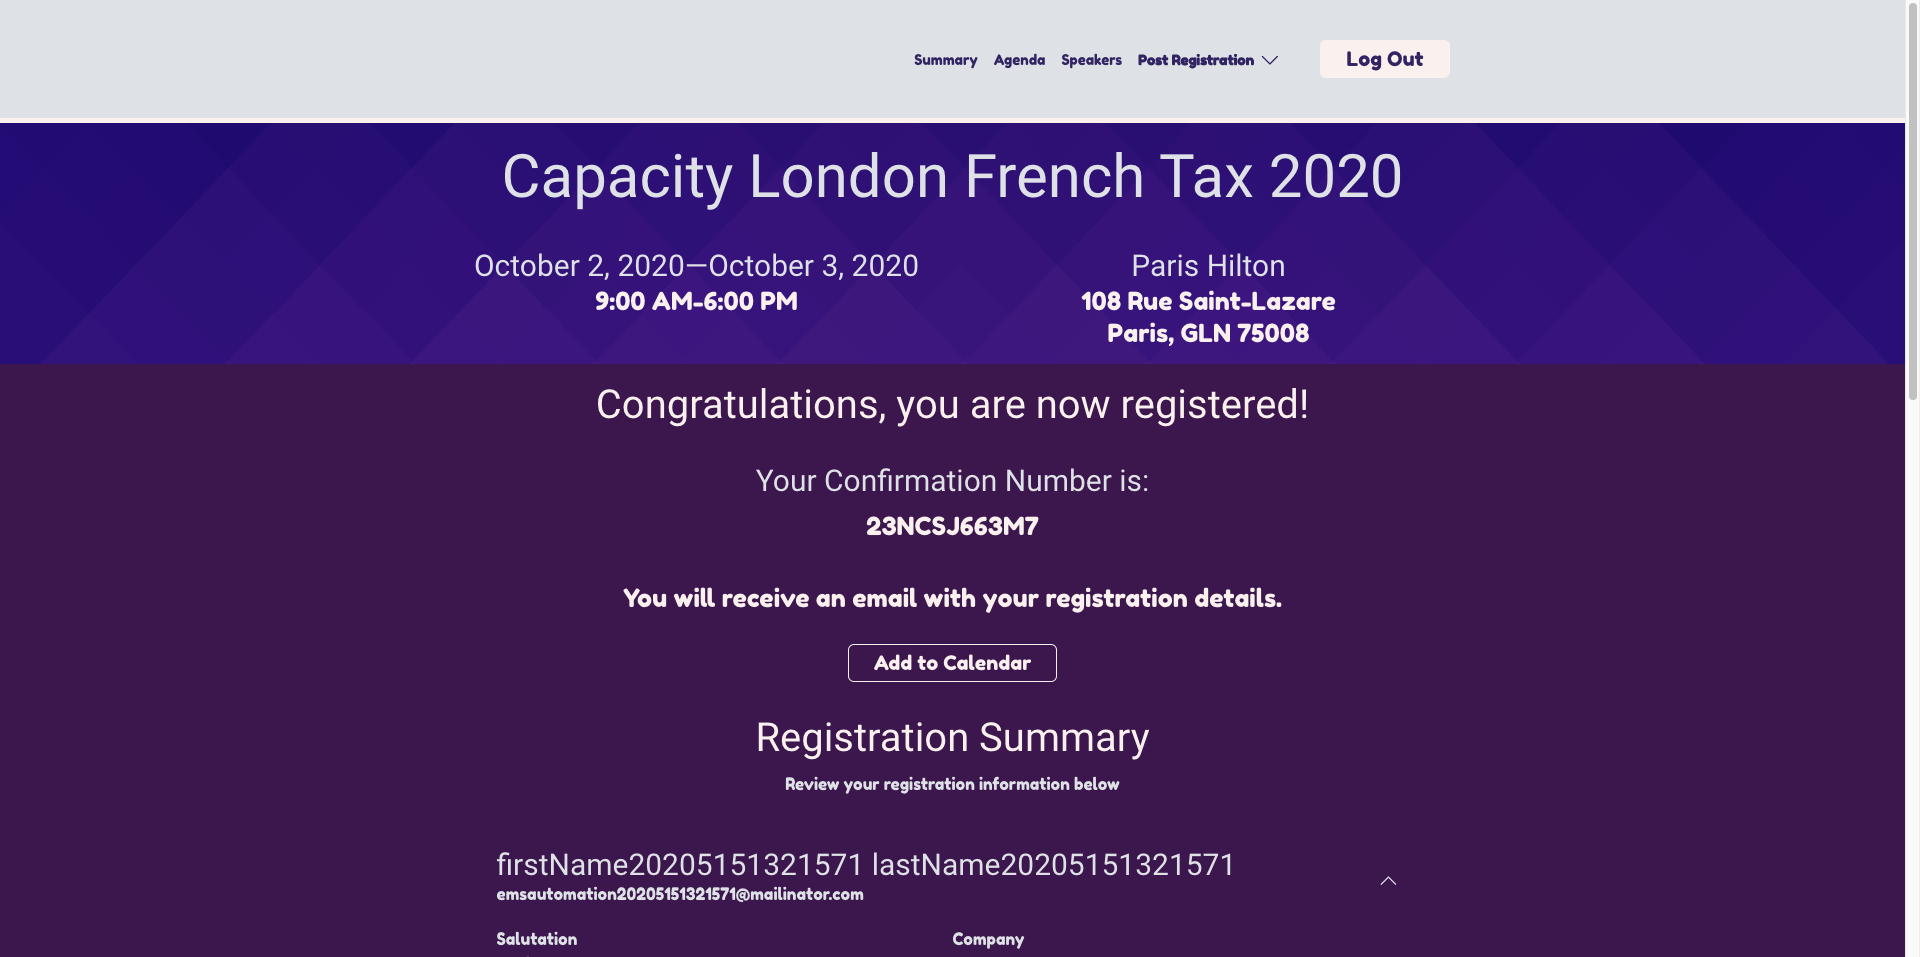 Summary Agenda Speakers Post Registration Log Out
Capacity London French Tax 2020
October 2, 2020—October 3, 2020
9:00 AM-6:00 PM
Paris Hilton
108 Rue Saint-Lazare
Paris, GLN 75008
Congratulations, you are now registered!
Your Confirmation Number is:
23NCSJ663M7
You will receive an email with your registration details.
Add to Calendar
Registration Summary
Review your registration information below
firstName20205151321571 lastName20205151321571
emsautomation20205151321571@mailinator.com
Salutation Company